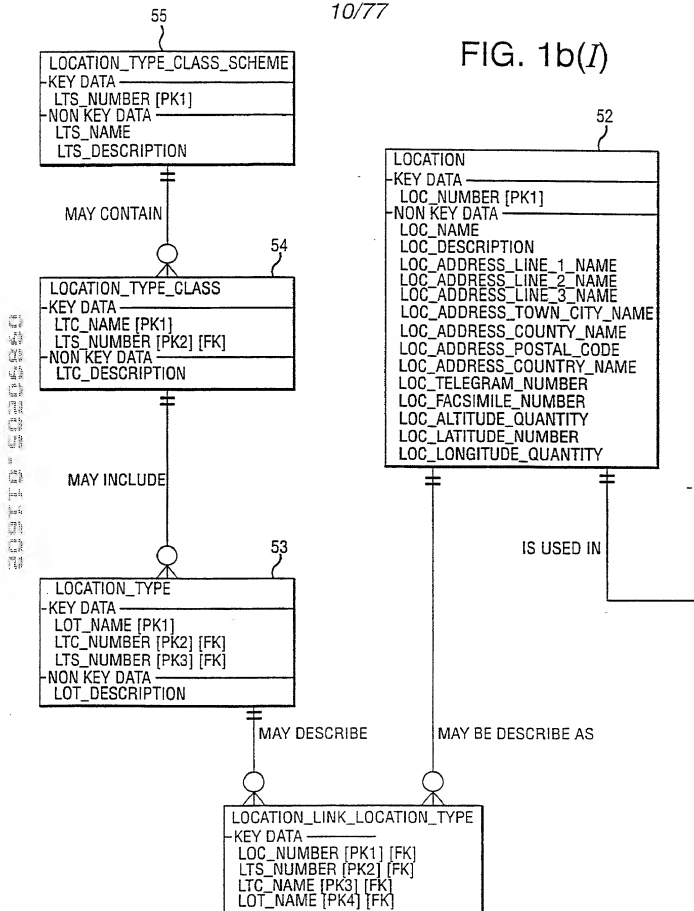 10/77
FIG. 1b(I)
55
LOCATION_TYPE_CLASS_SCHEME
KEY DATA
LTS_NUMBER [PK1]
NON KEY DATA
LTS_NAME
LTS_DESCRIPTION
MAY CONTAIN
54
LOCATION_TYPE_CLASS
KEY DATA
LTC_NAME [PK1]
LTS_NUMBER [PK2] [FK]
NON KEY DATA
LTC_DESCRIPTION
MAY INCLUDE
53
LOCATION_TYPE
KEY DATA
LOT_NAME [PK1]
LTC_NUMBER [PK2] [FK]
LTS_NUMBER [PK3] [FK]
NON KEY DATA
LOT_DESCRIPTION
MAY DESCRIBE
52
LOCATION
KEY DATA
LOC_NUMBER [PK1]
NON KEY DATA
LOC_NAME
LOC_DESCRIPTION
LOC_ADDRESS_LINE_1_NAME
LOC_ADDRESS_LINE_2_NAME
LOC_ADDRESS_LINE_3_NAME
LOC_ADDRESS_TOWN_CITY_NAME
LOC_ADDRESS_COUNTY_NAME
LOC_ADDRESS_POSTAL_CODE
LOC_ADDRESS_COUNTRY_NAME
LOC_TELEGRAM_NUMBER
LOC_FACSIMILE_NUMBER
LOC_ALTITUDE_QUANTITY
LOC_LATITUDE_NUMBER
LOC_LONGITUDE_QUANTITY
IS USED IN
MAY BE DESCRIBE AS
LOCATION_LINK_LOCATION_TYPE
KEY DATA
LOC_NUMBER [PK1] [FK]
LTS_NUMBER [PK2] [FK]
LTC_NAME [PK3] [FK]
LOT_NAME [PK4] [FK]